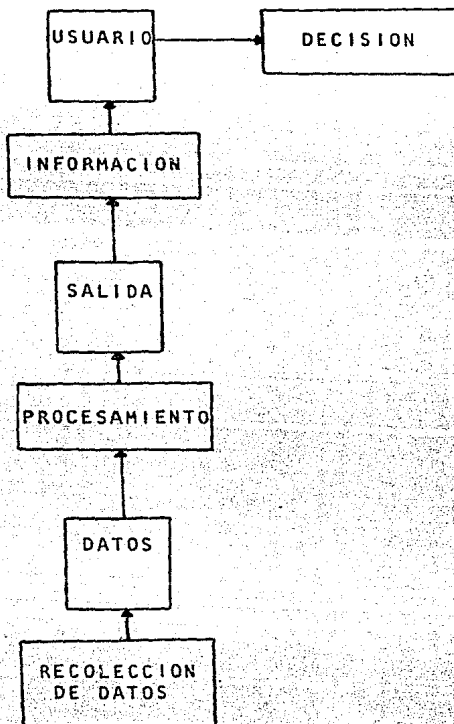 USUARIO
DECISION
INFORMACION
SALIDA
PROCESAMIENTO
DATOS
RECOLECCION
DE DATOS